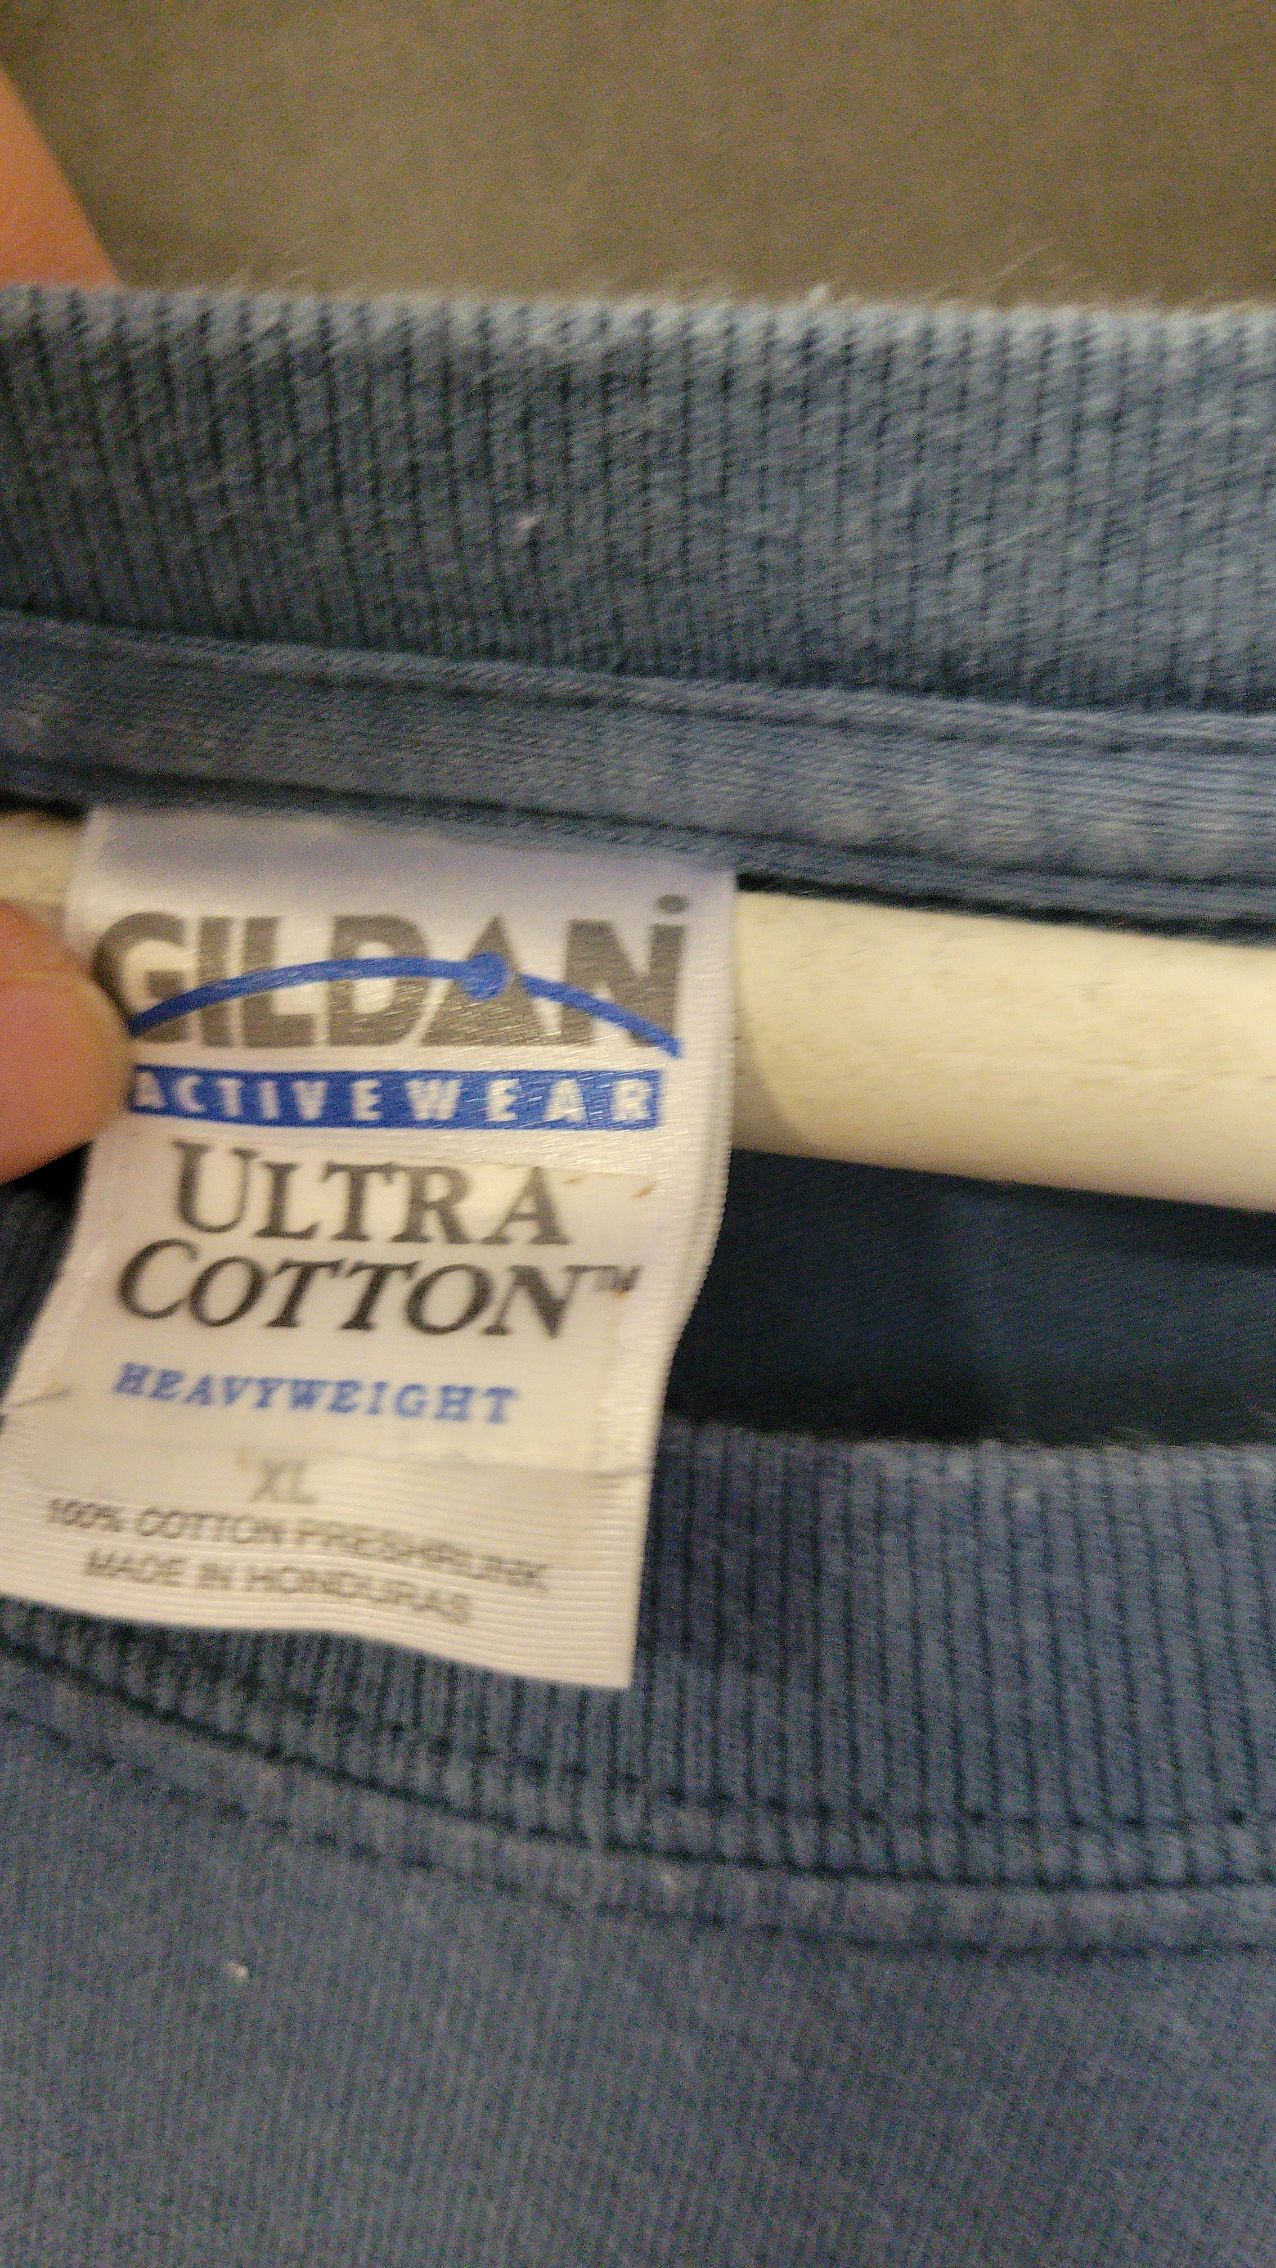 GILDAN
ACTIVEWEAR
ULTRA
COTTON™
HEAVYWEIGHT
XL
100% COTTON PRESHRUNK
MADE IN HONDURAS